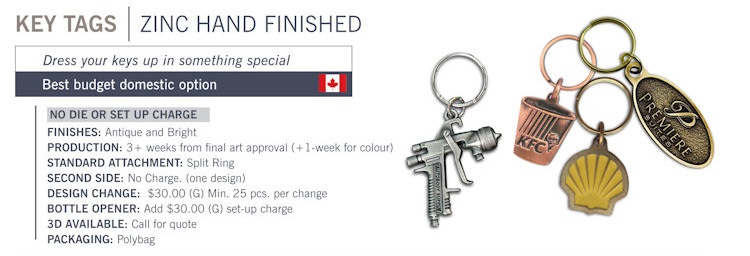 KEY TAGS | ZINC HAND FINISHED
Dress your keys up in something special
Best budget domestic option
NO DIE OR SET UP CHARGE
FINISHES: Antique and Bright
PRODUCTION: 3+ weeks from final art approval (+1-week for colour)
STANDARD ATTACHMENT: Split Ring
SECOND SIDE: No Charge. (one design)
DESIGN CHANGE: $30.00 (G) Min. 25 pcs. per change
BOTTLE OPENER: Add $30.00 (G) set-up charge
3D AVAILABLE: Call for quote
PACKAGING: Polybag
KFC
PREMIERE
SUITES